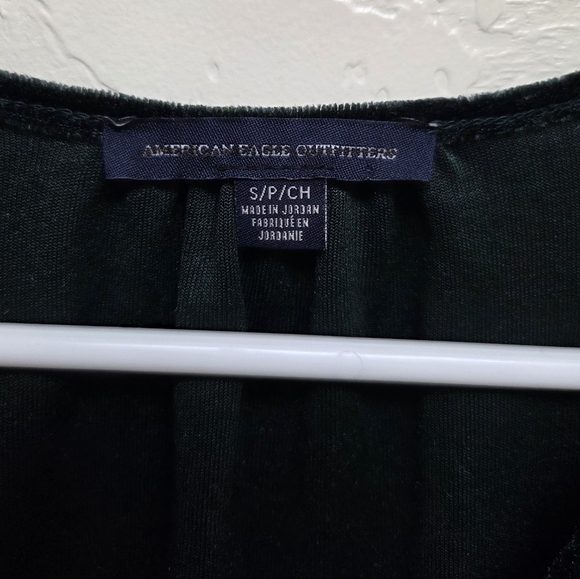 AMERICAN EAGLE OUTFITTERS
S/P/CH
MADE IN JORDAN
FABRIQUÉ EN
JORDANIE